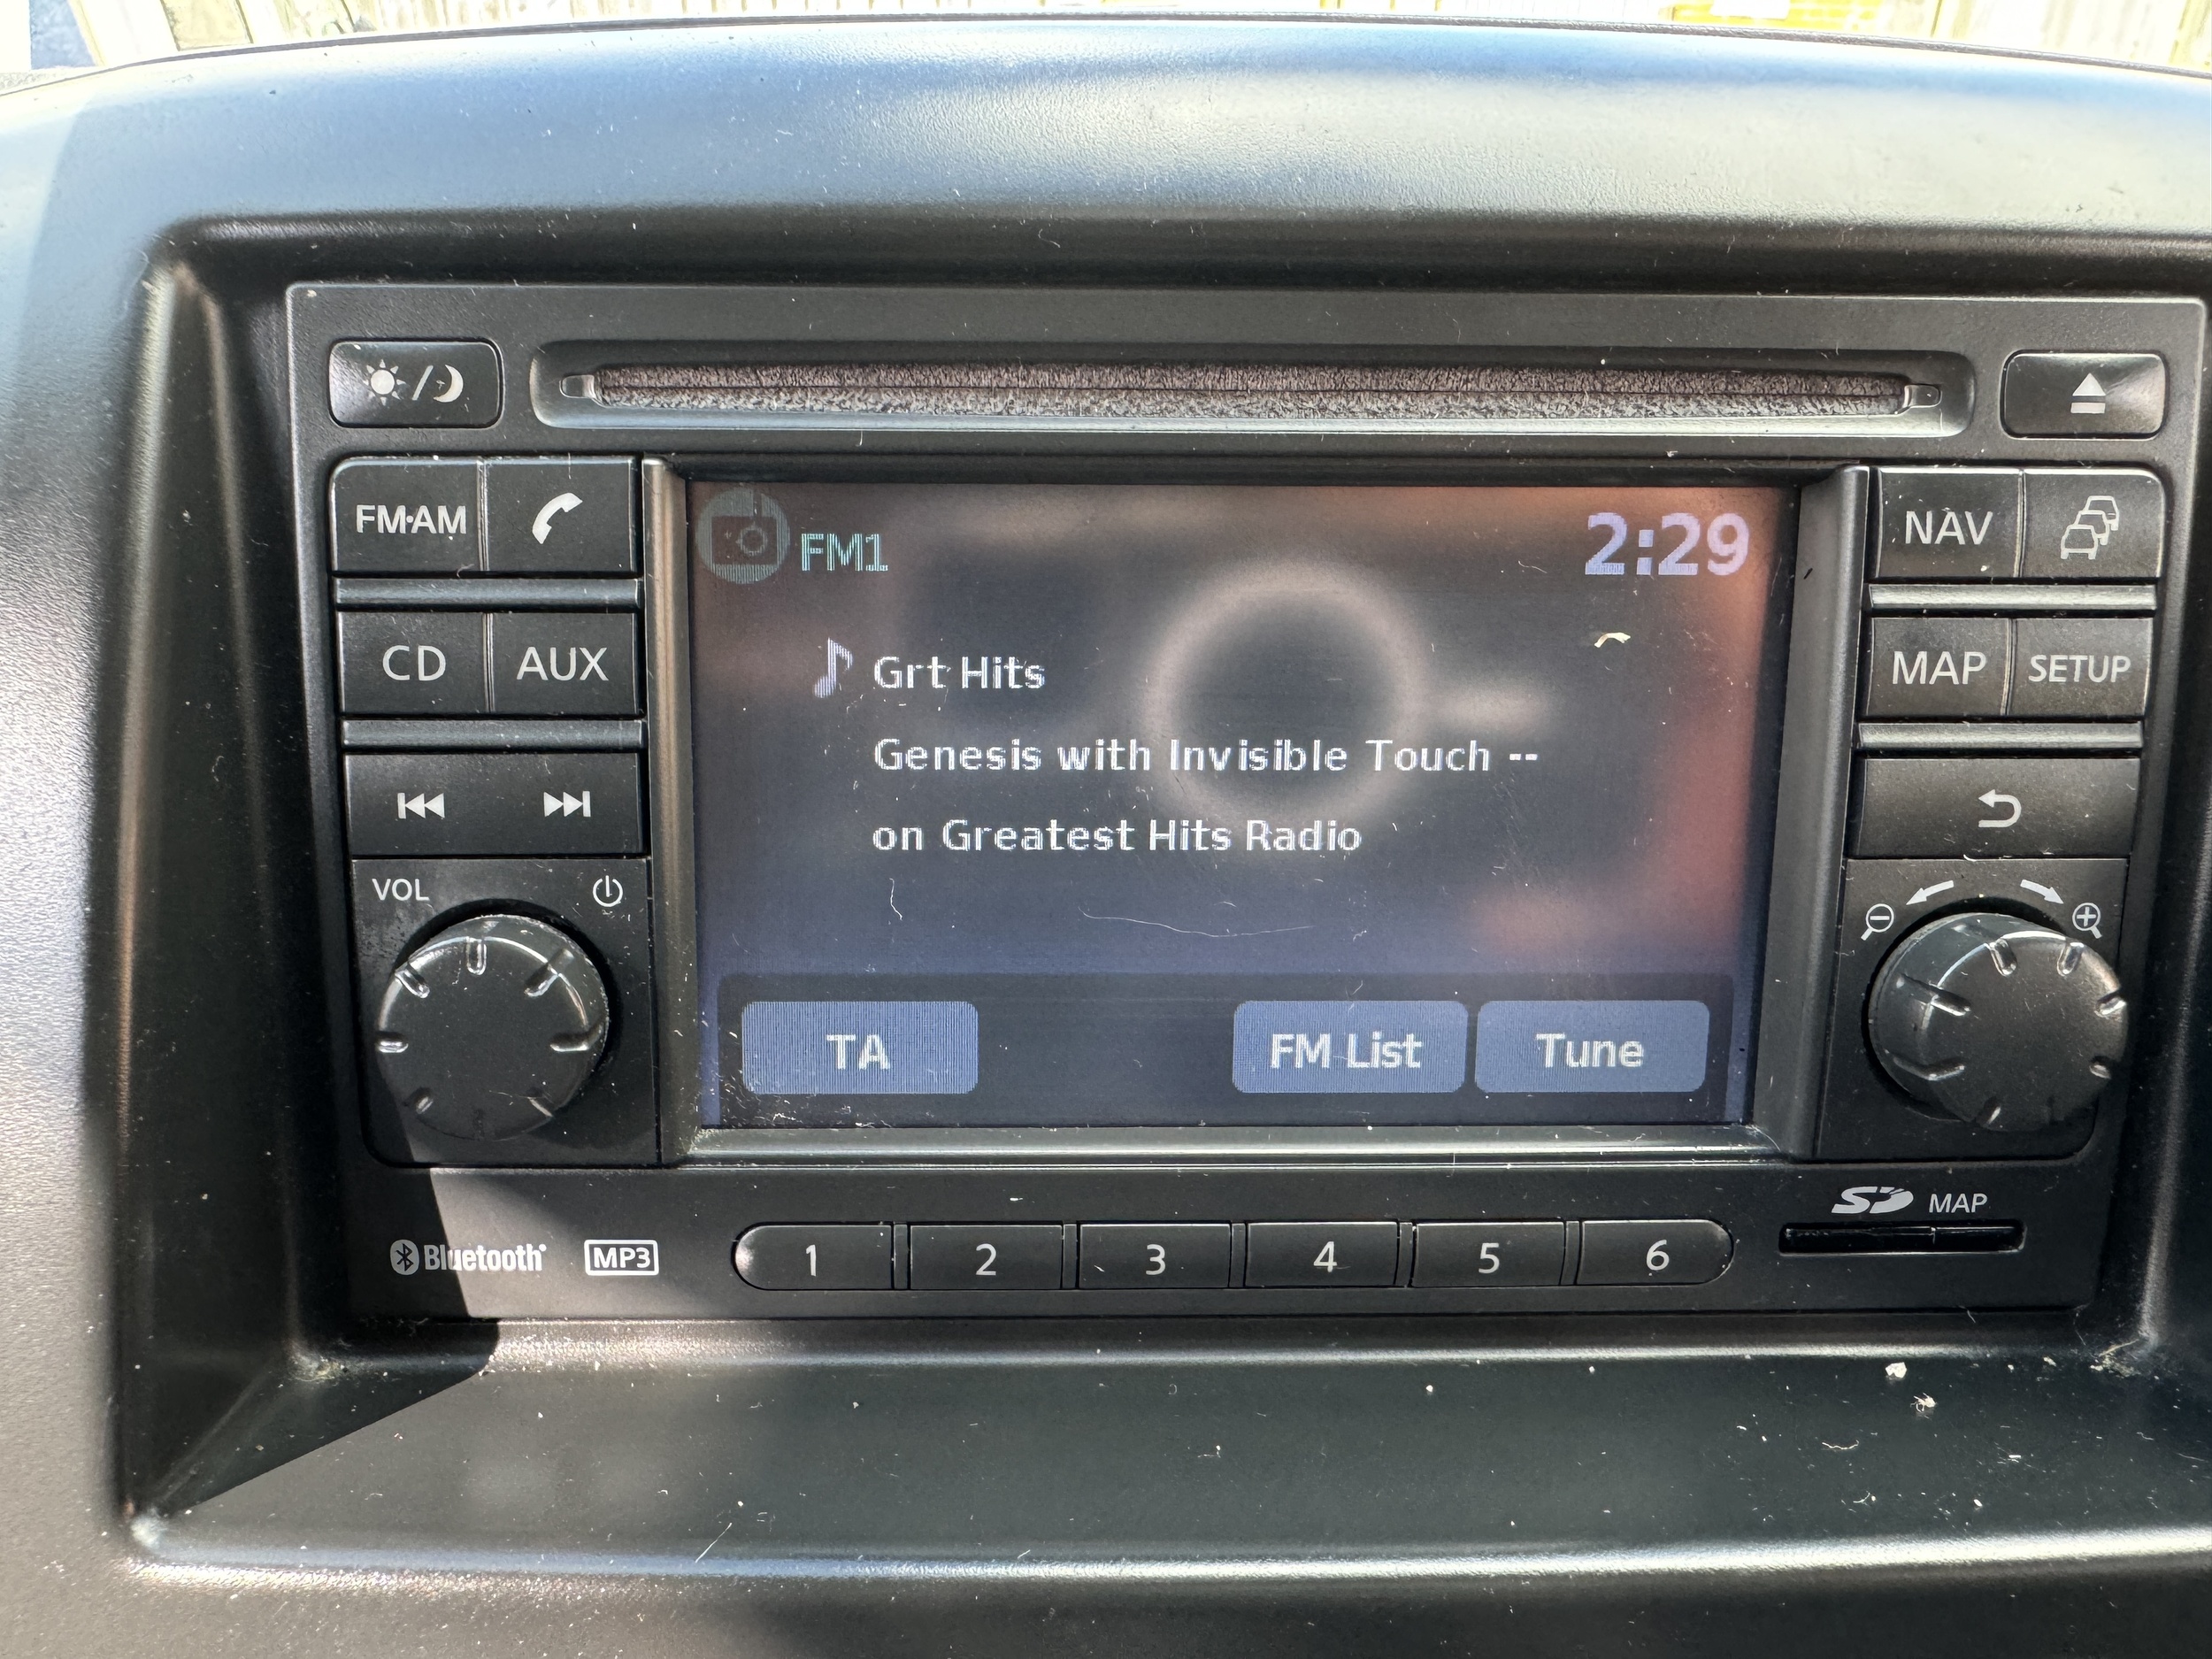 FM·AM
FM1
2:29
NAV
CD
AUX
Grt Hits
MAP
SETUP
Genesis with Invisible Touch --
on Greatest Hits Radio
VOL
TA
FM List
Tune
SD MAP
Bluetooth
MP3
1
2
3
4
5
6